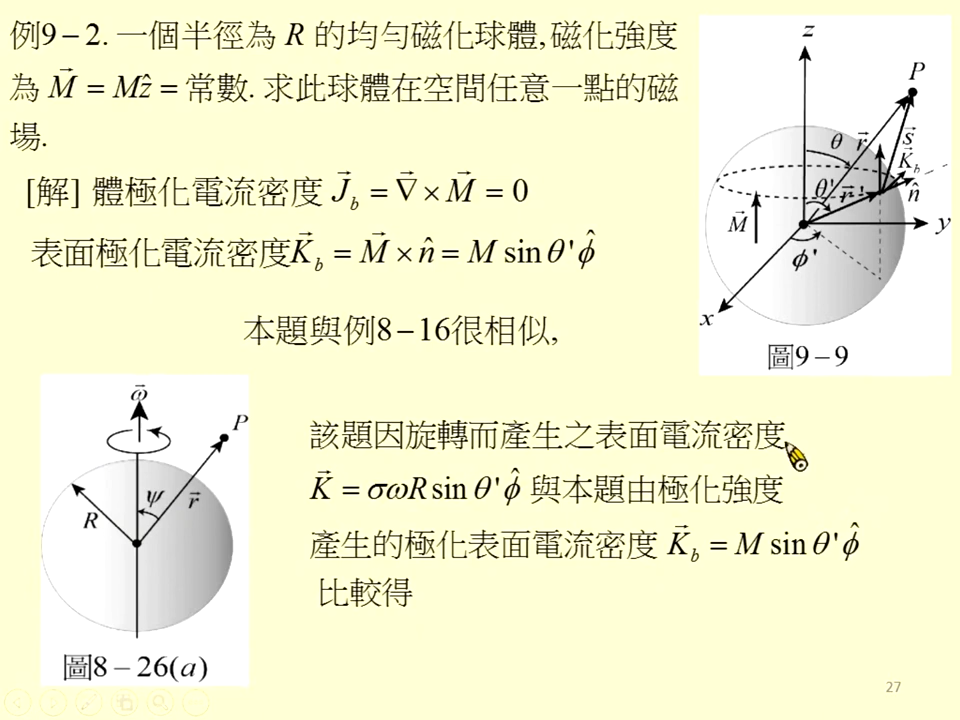 例9－2. 一個半徑為 R 的均勻磁化球體,磁化強度
為 M⃗ = Mẑ = 常數. 求此球體在空間任意一點的磁
場.
[解] 體極化電流密度 J⃗b = ∇⃗ × M⃗ = 0
表面極化電流密度K⃗b = M⃗ × n̂ = M sin θ' ϕ̂
本題與例8－16很相似,
z
P
θ
r⃗
s⃗
K⃗b
θ'
r⃗'
n̂
M⃗
y
ϕ'
x
圖9－9
ω⃗
P
ψ
r⃗
R
圖8－26(a)
該題因旋轉而產生之表面電流密度
K⃗ = σωR sin θ' ϕ̂ 與本題由極化強度
產生的極化表面電流密度 K⃗b = M sin θ' ϕ̂
比較得
27